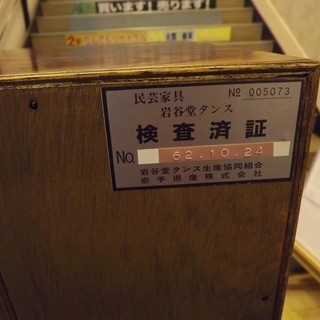 買います!売ります!
民芸家具 № 005073
岩谷堂タンス
検査済証
No 62.10.24
岩谷堂タンス生産協同組合
岩手県産株式会社